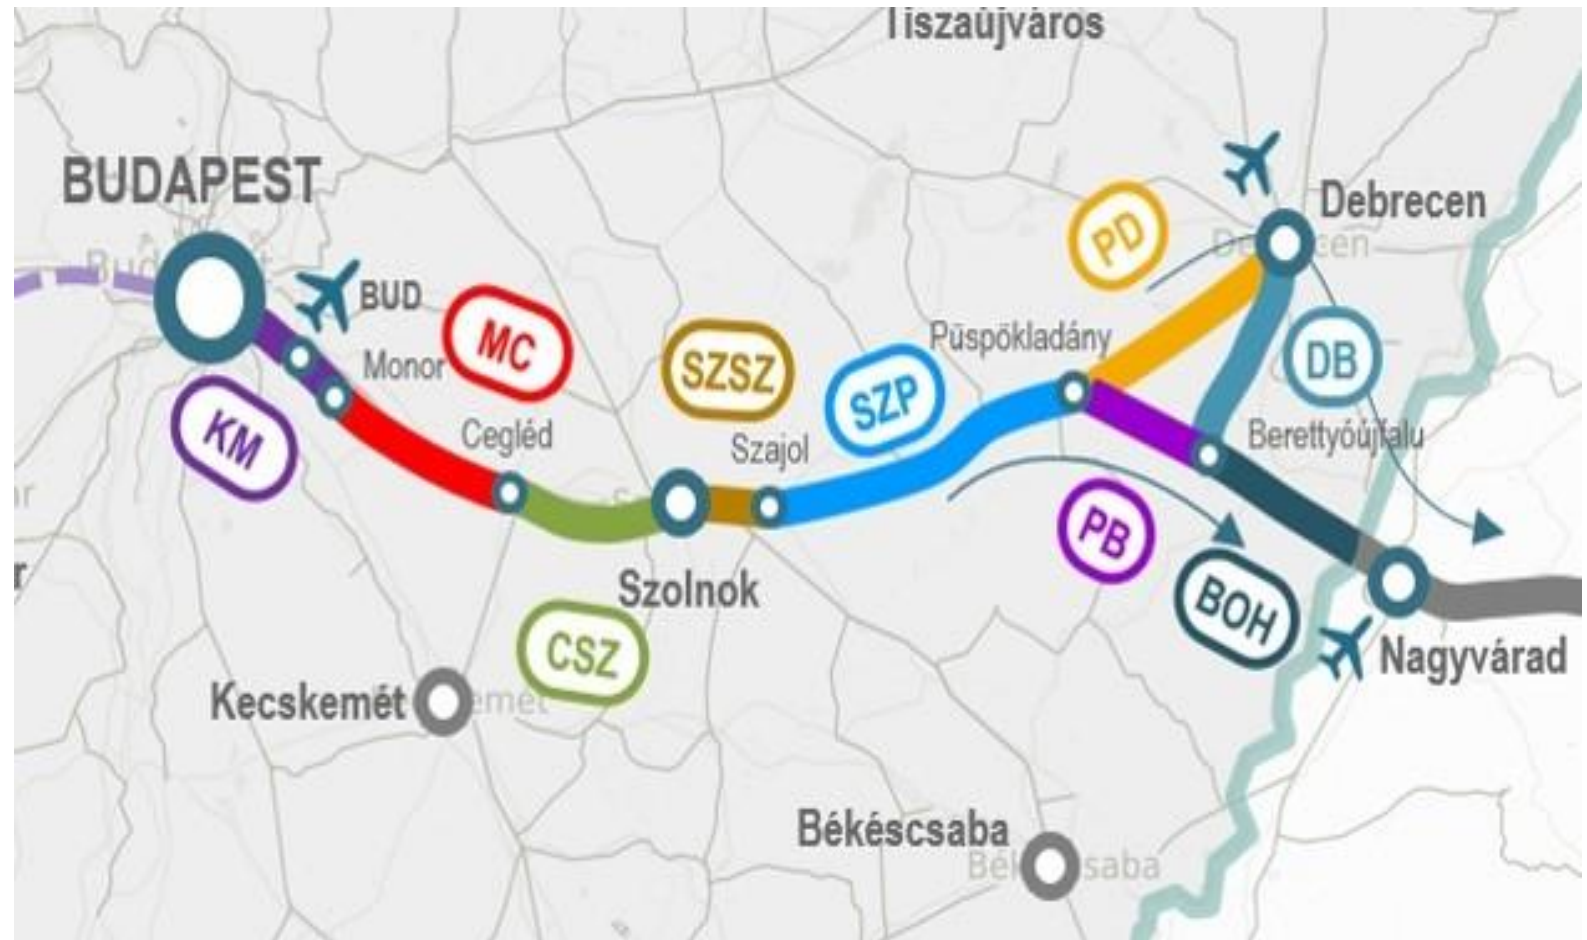 Tiszaújváros
BUDAPEST
Debrecen
PD
BUD
MC
Monor
SZSZ
SZP
Püspökladány
DB
KM
Cegléd
Szajol
Berettyóújfalu
PB
Szolnok
BOH
CSZ
Nagyvárad
Kecskemét
Békéscsaba